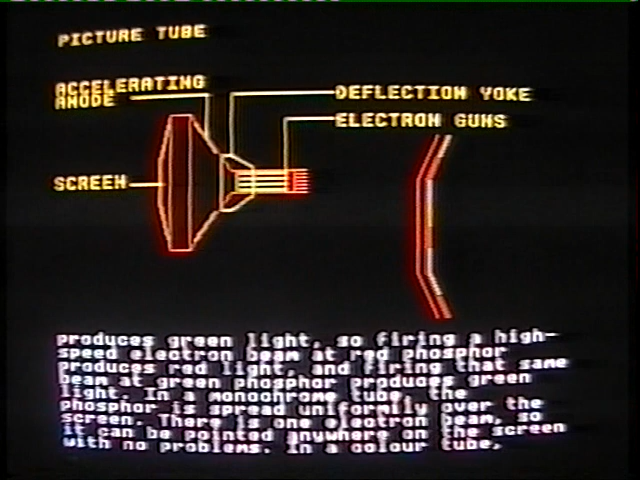 PICTURE TUBE
ACCELERATING
ANODE
DEFLECTION YOKE
ELECTRON GUNS
SCREEN
produces green light, so firing a high-
speed electron beam at red phosphor
produces red light, and firing that same
beam at green phosphor produces green
light. In a monochrome tube, the
phosphor is spread uniformily over the
screen. There is one electron beam, so
it can be pointed anywhere on the screen
with no problems. In a colour tube,